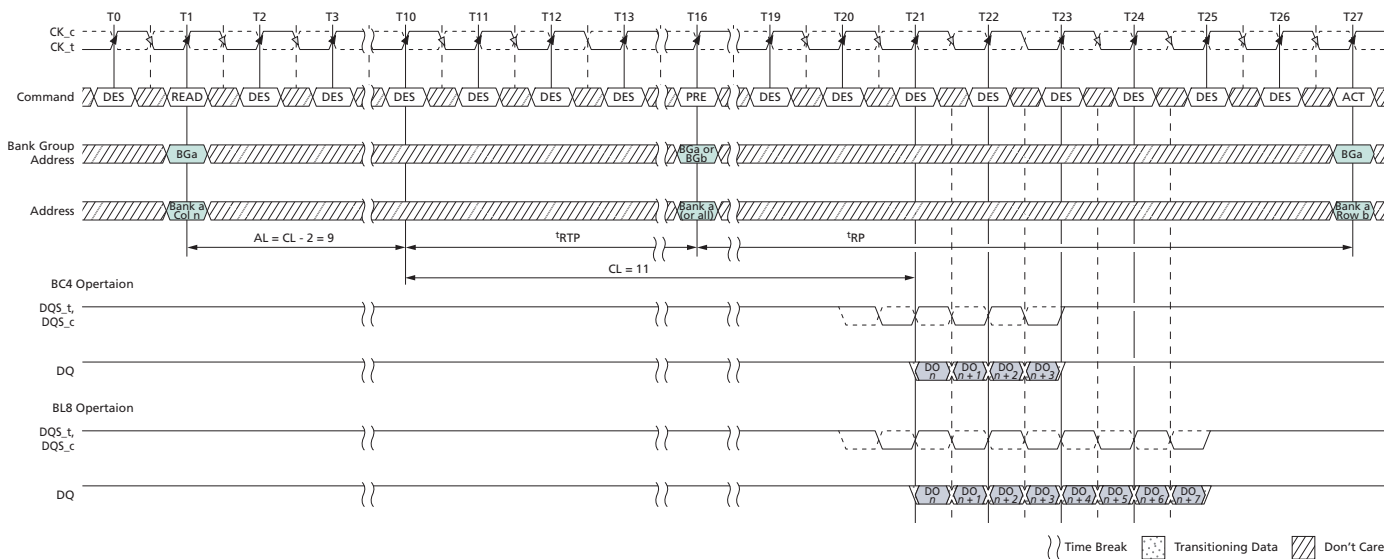 T0 T1 T2 T3 T10 T11 T12 T13 T16 T19 T20 T21 T22 T23 T24 T25 T26 T27
CK_c
CK_t
Command DES READ DES DES DES DES DES DES PRE DES DES DES DES DES DES DES DES ACT
Bank Group
Address
BGa
BGa or
BGb
BGa
Address
Bank a
Col n
Bank a
(or all)
Bank a
Row b
AL = CL - 2 = 9
tRTP
tRP
CL = 11
BC4 Opertaion
DQS_t,
DQS_c
DQ
DO
n
DO
n + 1
DO
n + 2
DO
n + 3
BL8 Opertaion
DQS_t,
DQS_c
DQ
DO
n
DO
n + 1
DO
n + 2
DO
n + 3
DO
n + 4
DO
n + 5
DO
n + 6
DO
n + 7
Time Break Transitioning Data Don't Care